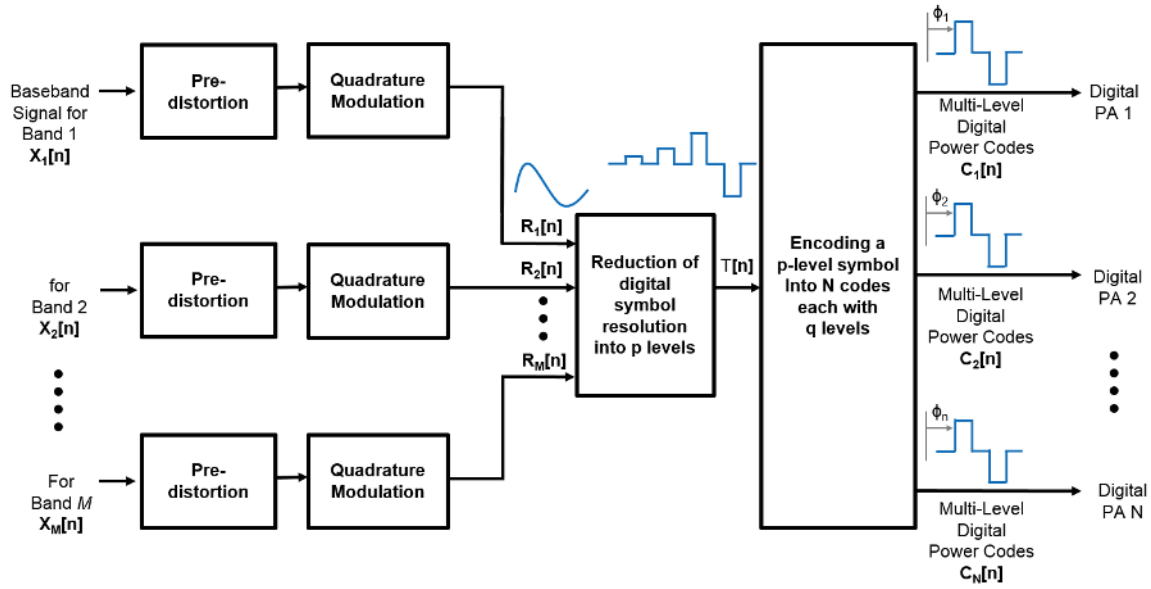 Baseband
Signal for
Band 1
X₁[n]
Pre-
distortion
Quadrature
Modulation
R₁[n]
for
Band 2
X₂[n]
Pre-
distortion
Quadrature
Modulation
R₂[n]
For
Band M
X_M[n]
Pre-
distortion
Quadrature
Modulation
R_M[n]
Reduction of
digital
symbol
resolution
into p levels
T[n]
Encoding a
p-level symbol
Into N codes
each with
q levels
ϕ₁
Multi-Level
Digital
Power Codes
C₁[n]
Digital
PA 1
ϕ₂
Multi-Level
Digital
Power Codes
C₂[n]
Digital
PA 2
ϕₙ
Multi-Level
Digital
Power Codes
C_N[n]
Digital
PA N